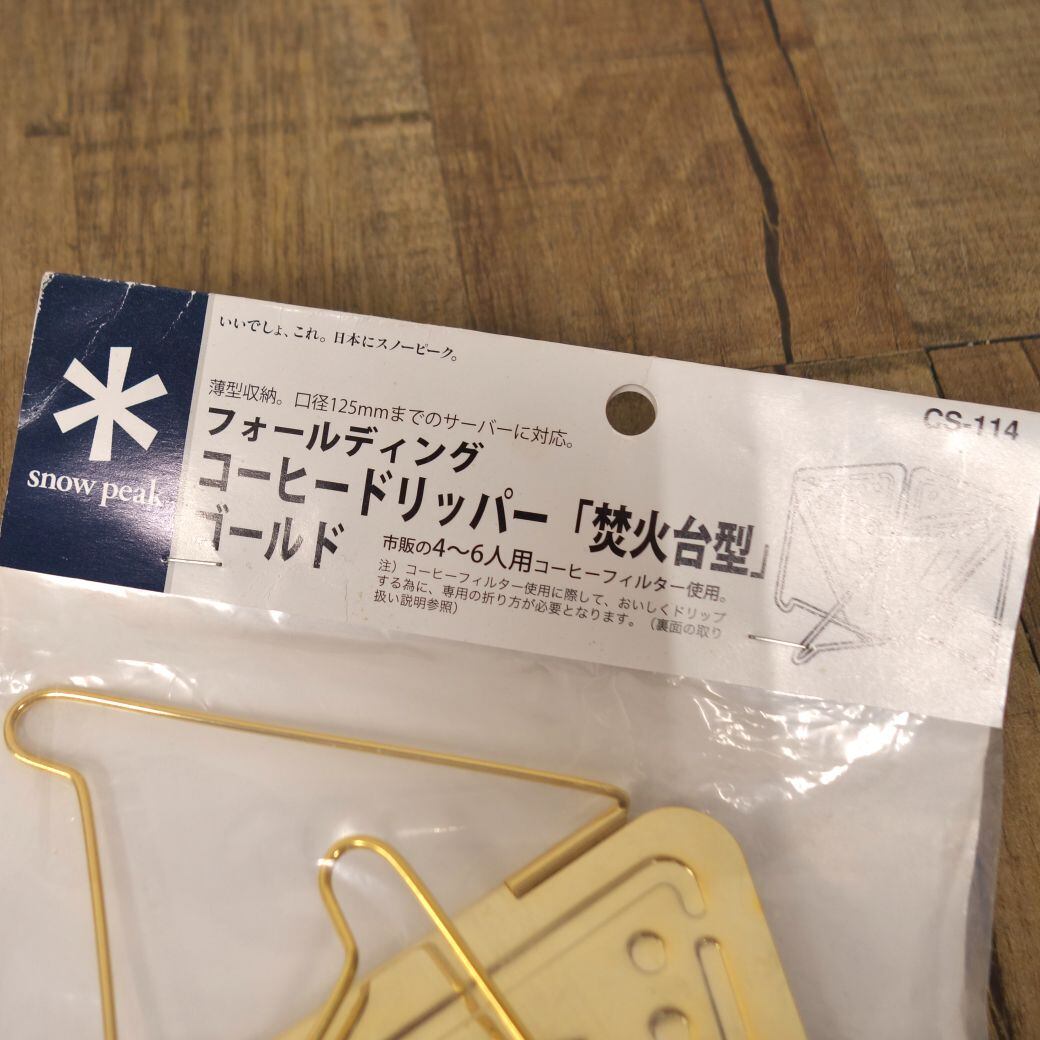 いいでしょ、これ。日本にスノーピーク。
CS-114
薄型収納。口径125mmまでのサーバーに対応。
フォールディング
コーヒードリッパー「焚火台型」
ゴールド
市販の4〜6人用コーヒーフィルター使用。
注）コーヒーフィルター使用に際して、おいしくドリップ
する為に、専用の折り方が必要となります。（裏面の取り
扱い説明参照）
snow peak